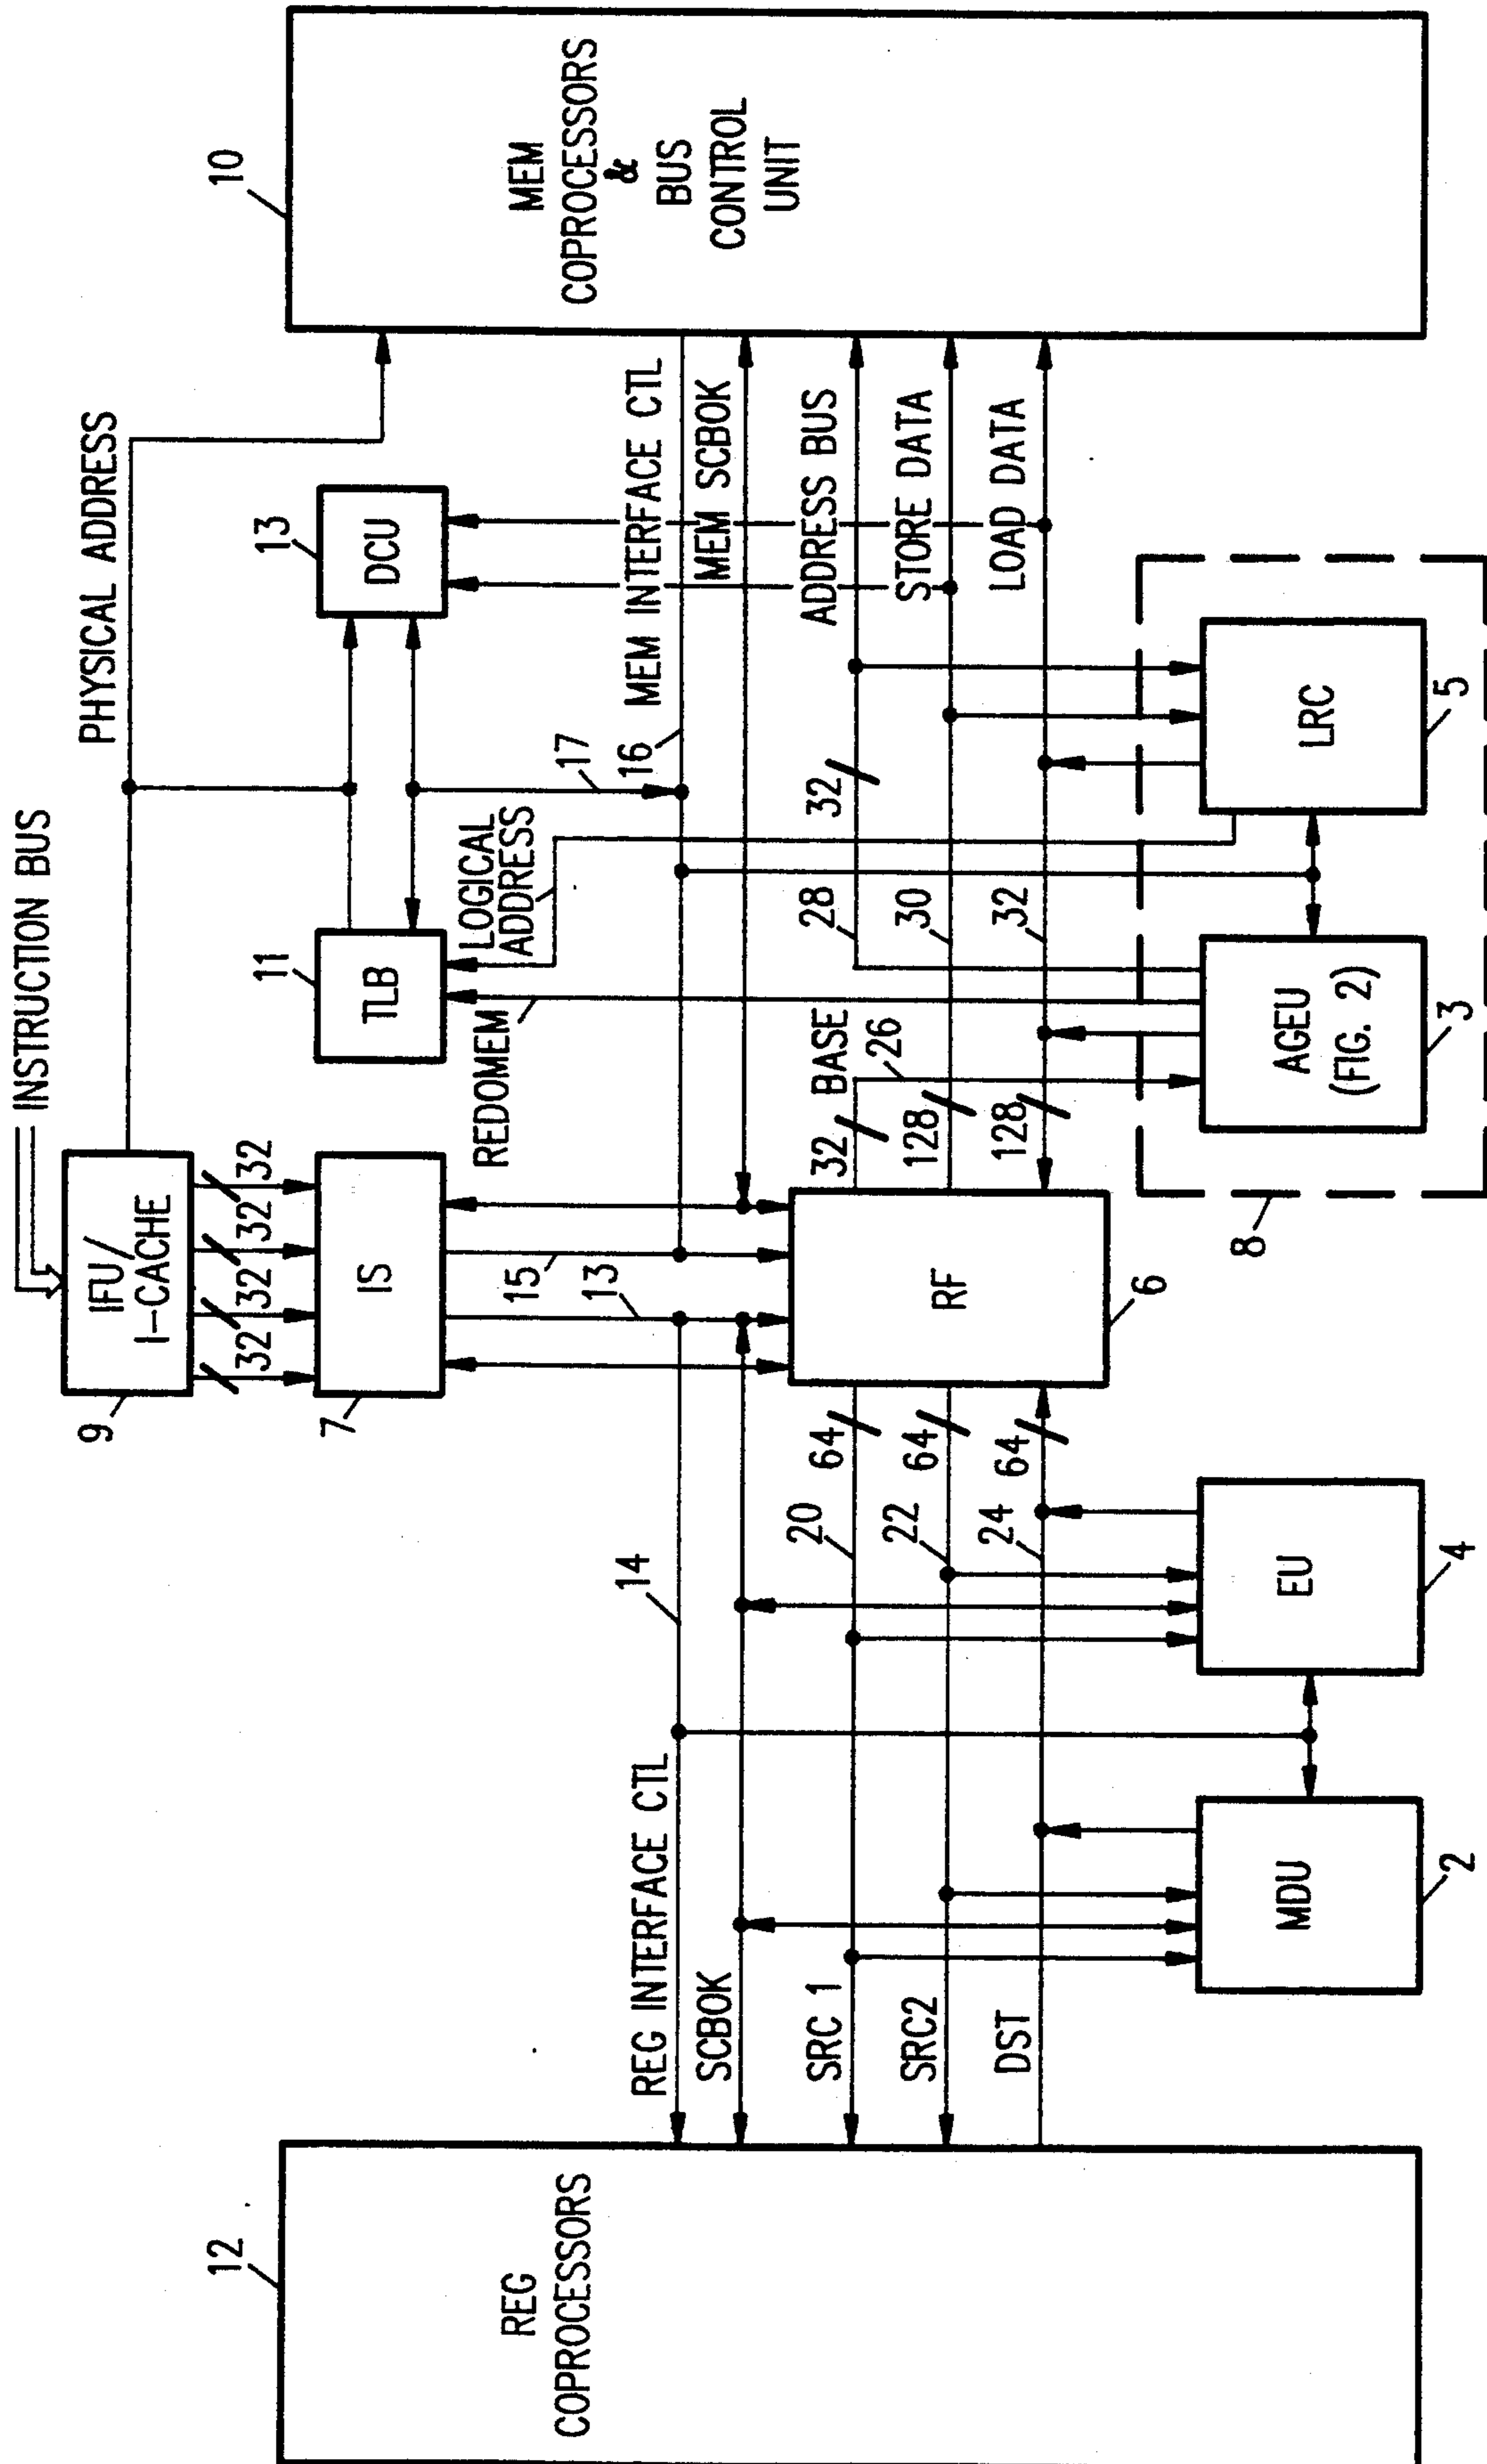 INSTRUCTION BUS
9
IFU/
I-CACHE
32
32
32
32
7
IS
PHYSICAL ADDRESS
11
TLB
13
DCU
10
MEM
COPROCESSORS
&
BUS
CONTROL
UNIT
REDOMEM
LOGICAL
ADDRESS
17
16
MEM INTERFACE CTL
MEM SCBOK
15
13
12
REG
COPROCESSORS
REG INTERFACE CTL
14
SCBOK
SRC 1
20
64
SRC2
22
64
DST
24
64
RF
6
32
BASE
26
128
128
28
30
32
32
ADDRESS BUS
STORE DATA
LOAD DATA
MDU
2
EU
4
8
AGEU
(FIG. 2)
3
LRC
5